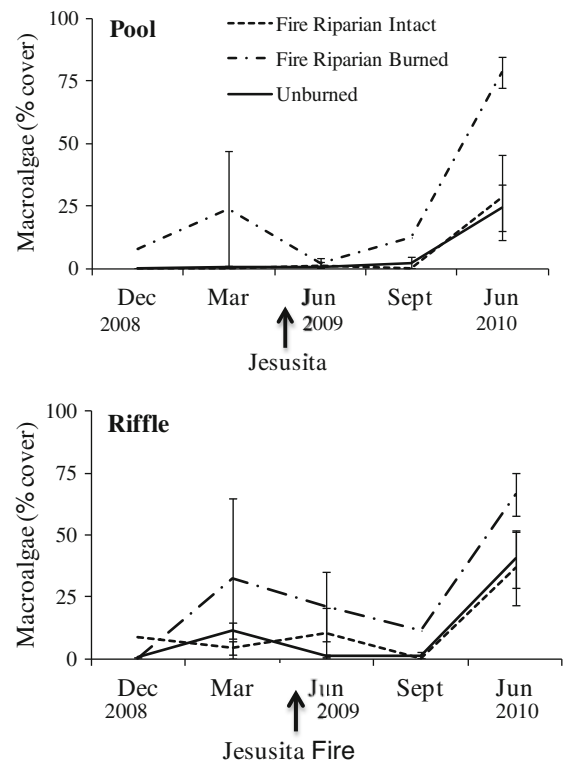 100
Pool
Fire Riparian Intact
Fire Riparian Burned
Unburned
75
50
25
0
Macroalgae (% cover)
Dec
Mar
Jun
Sept
Jun
2008
2009
2010
Jesusita
100
Riffle
75
50
25
0
Macroalgae (% cover)
Dec
Mar
Jun
Sept
Jun
2008
2009
2010
Jesusita Fire